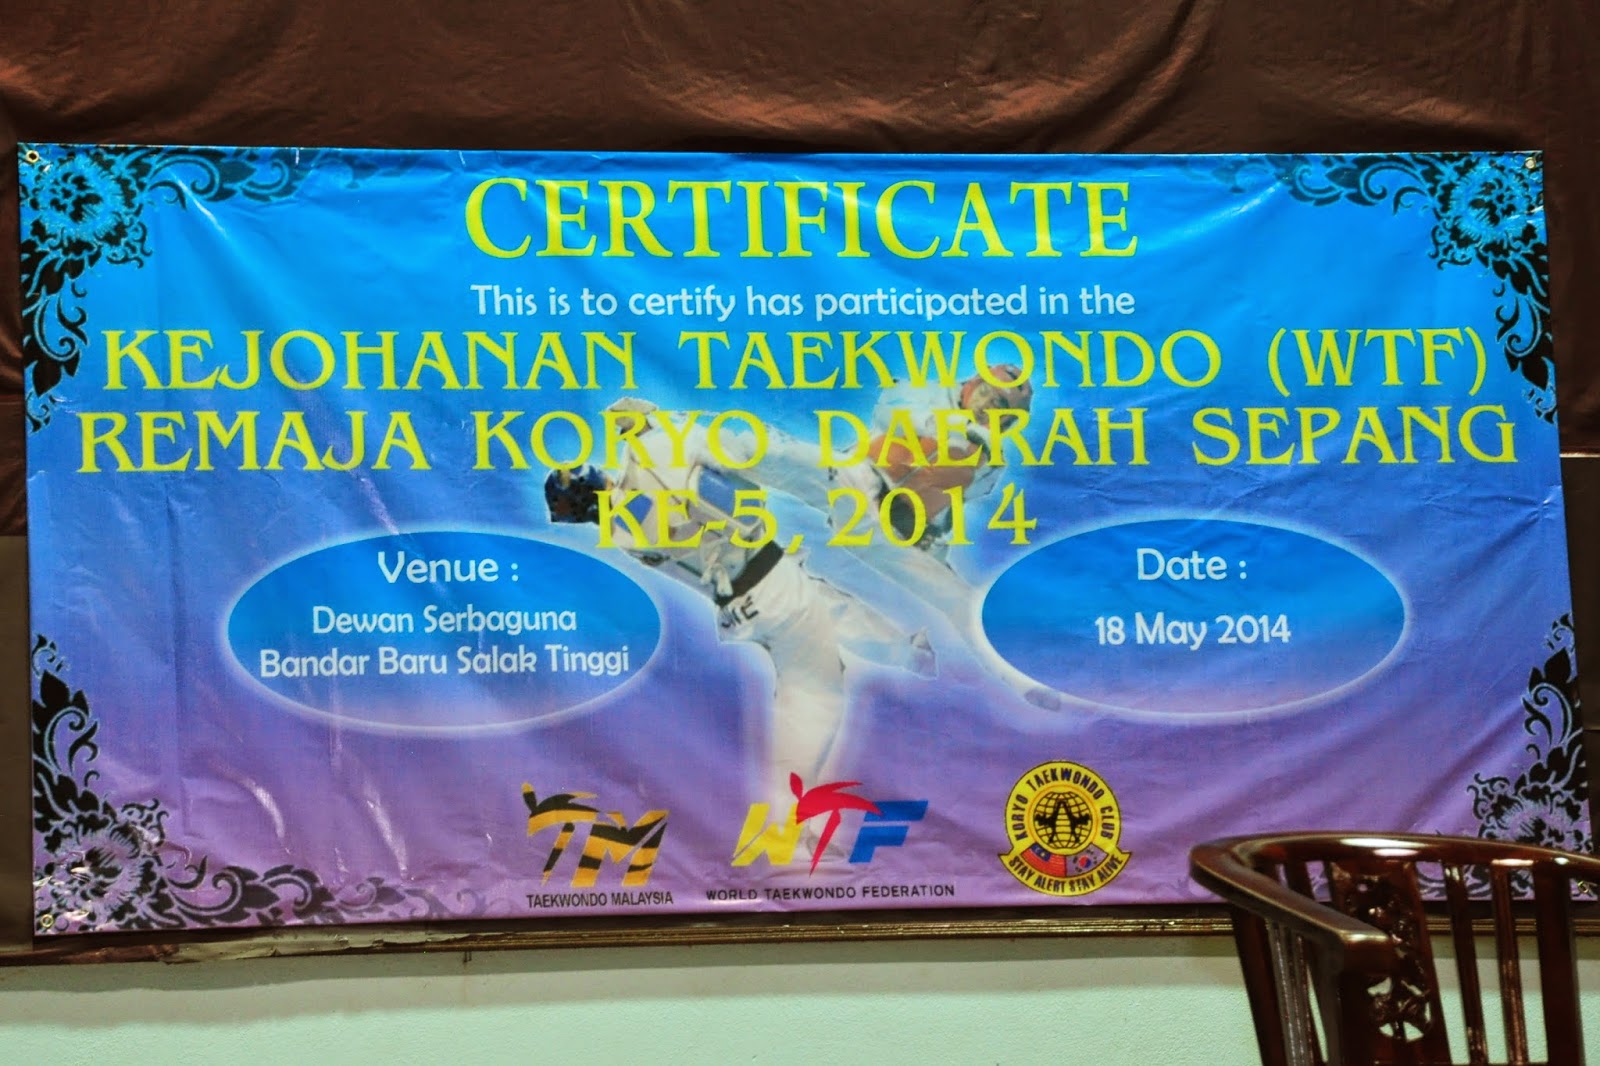 CERTIFICATE
This is to certify has participated in the
KEJOHANAN TAEKWONDO (WTF)
REMAJA KORYO DAERAH SEPANG
KE-5, 2014
Venue :
Dewan Serbaguna
Bandar Baru Salak Tinggi
Date :
18 May 2014
TM
TAEKWONDO MALAYSIA
WTF
WORLD TAEKWONDO FEDERATION
KORYO TAEKWONDO CLUB
STAY ALERT STAY ALIVE